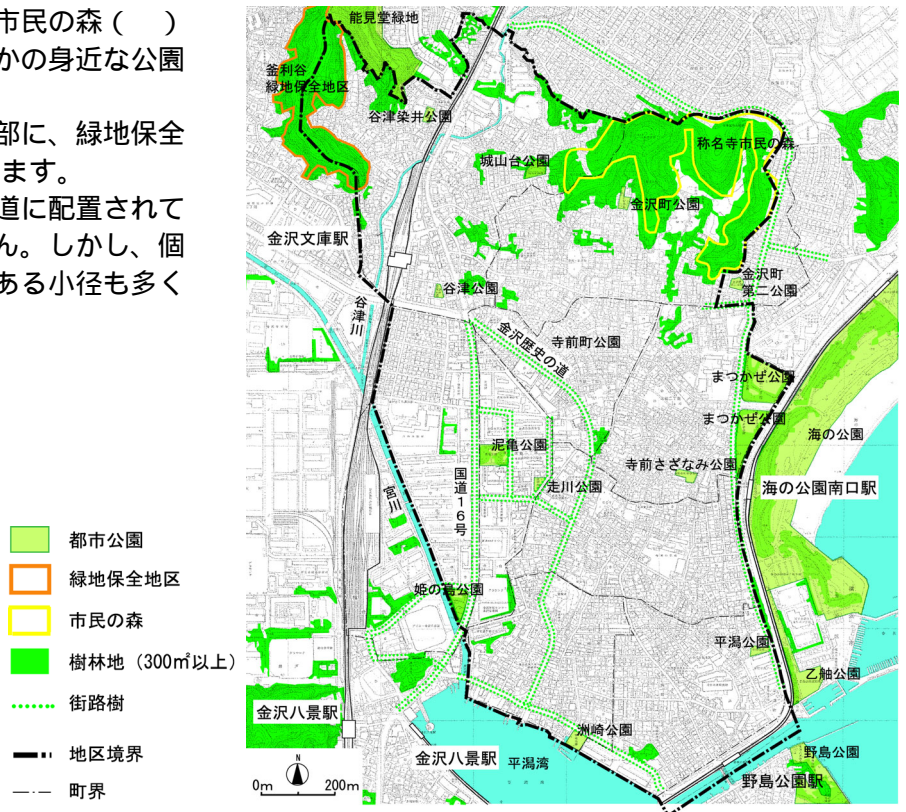 市民の森（　）
かの身近な公園
部に、緑地保全
ます。
道に配置されて
ん。しかし、個
ある小径も多く
能見堂緑地
釜利谷
緑地保全地区
谷津染井公園
城山台公園
称名寺市民の森
金沢町公園
金沢文庫駅
金沢町
第二公園
谷津公園
谷津川
金沢歴史の道
寺前町公園
まつかぜ公園
まつかぜ公園
海の公園
泥亀公園
寺前さざなみ公園
国道16号
走川公園
海の公園南口駅
宮川
姫の島公園
平潟公園
乙舳公園
金沢八景駅
洲崎公園
金沢八景駅
平潟湾
野島公園
野島公園駅
都市公園
緑地保全地区
市民の森
樹林地（300㎡以上）
街路樹
地区境界
町界
N
0m 200m